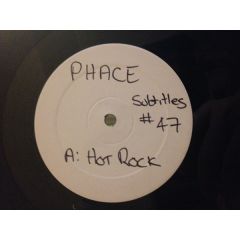 PHACE
Subtitles
# 47
A: HOT ROCK